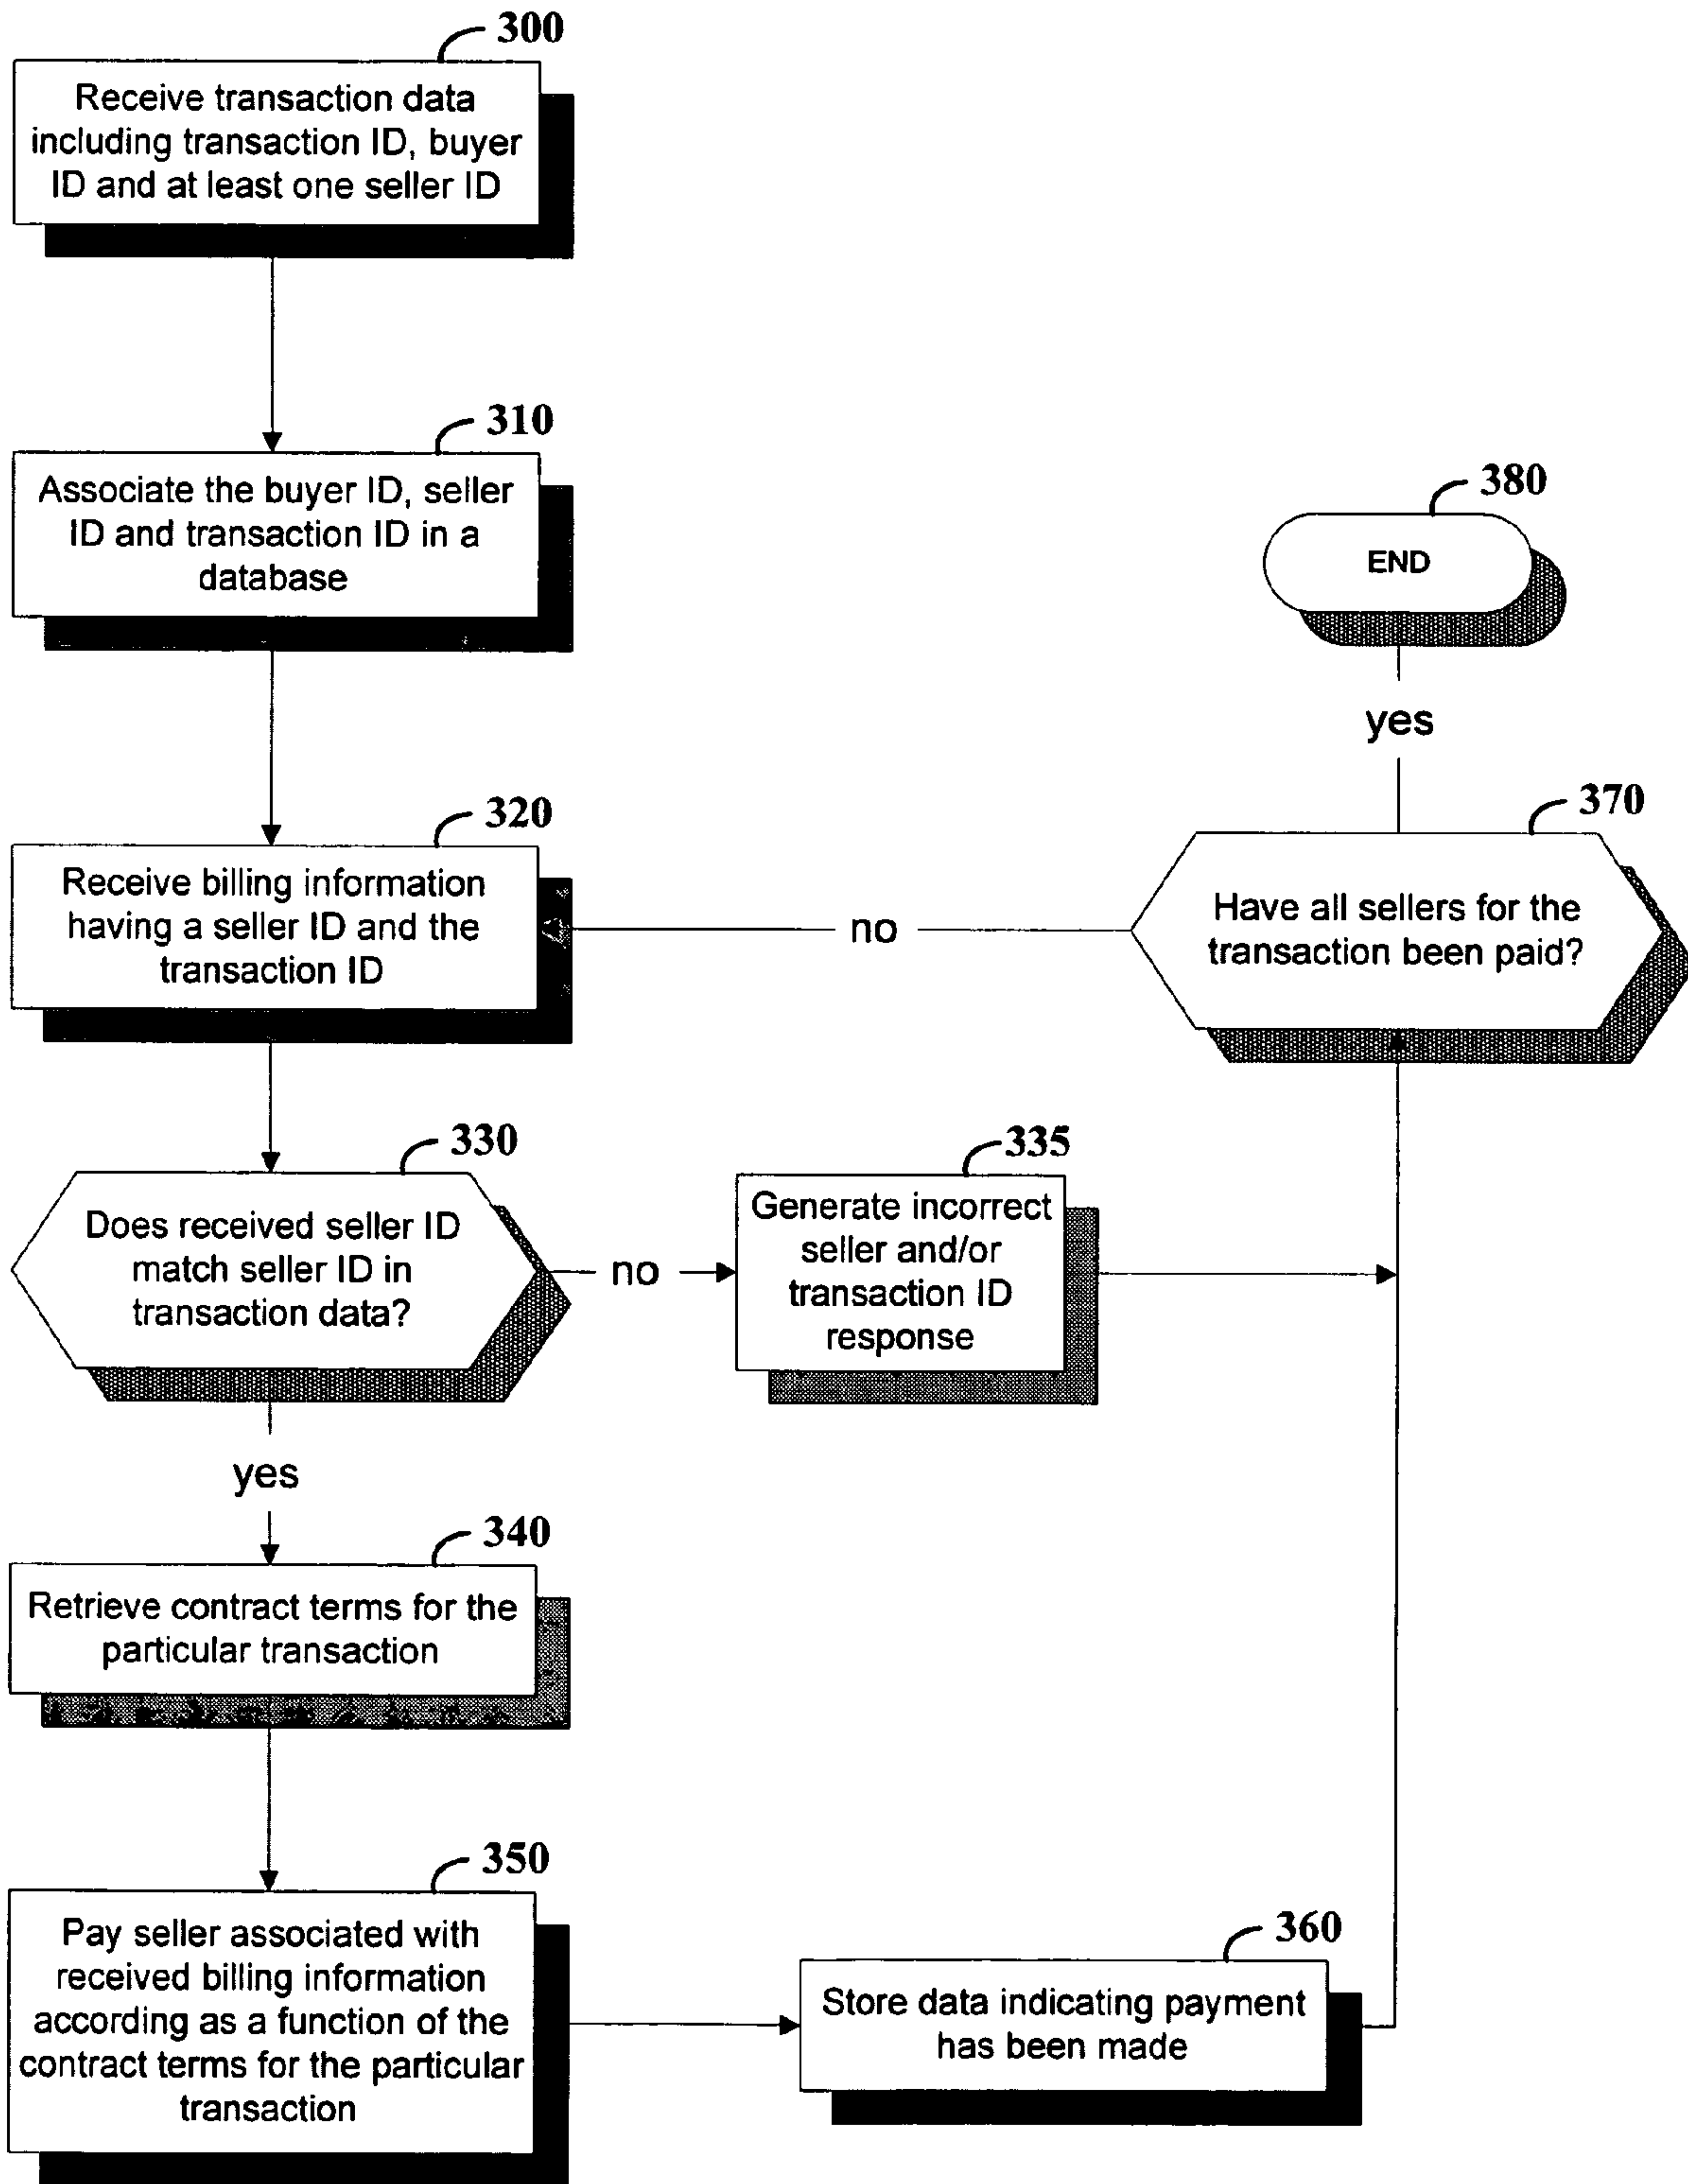 300
Receive transaction data
including transaction ID, buyer
ID and at least one seller ID
310
Associate the buyer ID, seller
ID and transaction ID in a
database
380
END
yes
320
Receive billing information
having a seller ID and the
transaction ID
no
370
Have all sellers for the
transaction been paid?
330
Does received seller ID
match seller ID in
transaction data?
no
335
Generate incorrect
seller and/or
transaction ID
response
yes
340
Retrieve contract terms for the
particular transaction
350
Pay seller associated with
received billing information
according as a function of the
contract terms for the particular
transaction
360
Store data indicating payment
has been made